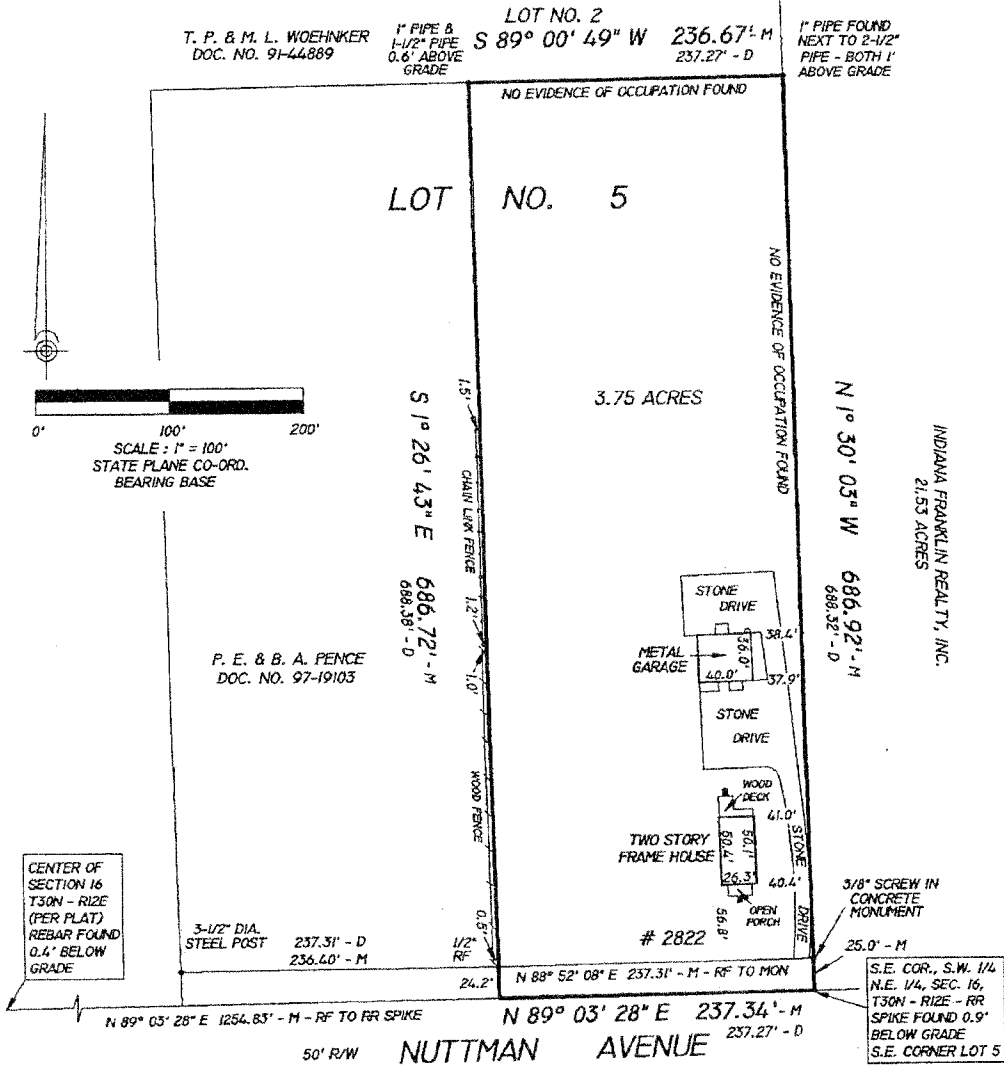 LOT NO. 2
T. P. & M. L. WOEHNKER
DOC. NO. 91-44889
1" PIPE &
1-1/2" PIPE
0.6' ABOVE
GRADE
S 89° 00' 49" W 236.67' - M
237.27' - D
1" PIPE FOUND
NEXT TO 2-1/2"
PIPE - BOTH 1'
ABOVE GRADE
NO EVIDENCE OF OCCUPATION FOUND
LOT NO. 5
NO EVIDENCE OF OCCUPATION FOUND
0' 100' 200'
SCALE : 1" = 100'
STATE PLANE CO-ORD.
BEARING BASE
3.75 ACRES
1.5'
CHAIN LINK FENCE
1.2'
1.0'
WOOD FENCE
0.5'
S 1° 26' 43" E 686.72' - M
688.38' - D
N 1° 30' 03" W 686.92' - M
688.32' - D
INDIANA FRANKLIN REALTY, INC.
21.53 ACRES
P. E. & B. A. PENCE
DOC. NO. 97-19103
STONE
DRIVE
38.4'
METAL
GARAGE
36.0'
40.0'
37.9'
STONE
DRIVE
WOOD
DECK
41.0'
TWO STORY
FRAME HOUSE
50.4'
50.1'
26.3'
40.4'
STONE
DRIVE
OPEN
PORCH
56.8'
# 2822
3/8" SCREW IN
CONCRETE
MONUMENT
25.0' - M
CENTER OF
SECTION 16
T30N - R12E
(PER PLAT)
REBAR FOUND
0.4' BELOW
GRADE
3-1/2" DIA.
STEEL POST
237.31' - D
236.40' - M
1/2"
RF
24.2'
N 88° 52' 08" E 237.31' - M - RF TO MON
S.E. COR., S.W. 1/4
N.E. 1/4, SEC. 16,
T30N - R12E - RR
SPIKE FOUND 0.9'
BELOW GRADE
S.E. CORNER LOT 5
N 89° 03' 28" E 1254.83' - M - RF TO RR SPIKE
N 89° 03' 28" E 237.34' - M
237.27' - D
50' R/W NUTTMAN AVENUE